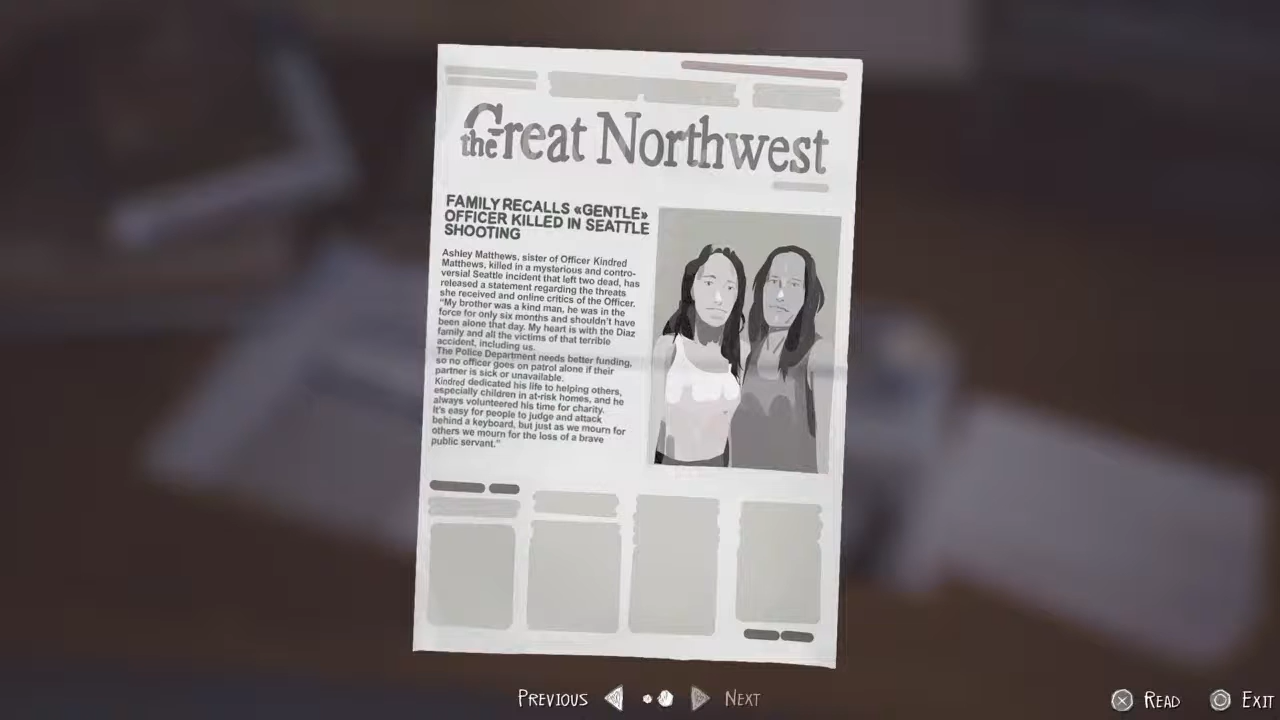 the Great Northwest
FAMILY RECALLS «GENTLE»
OFFICER KILLED IN SEATTLE
SHOOTING
Ashley Matthews, sister of Officer Kindred
Matthews, killed in a mysterious and contro-
versial Seattle incident that left two dead, has
released a statement regarding the threats
she received and online critics of the Officer.
"My brother was a kind man, he was in the
force for only six months and shouldn't have
been alone that day. My heart is with the Diaz
family and all the victims of that terrible
accident, including us.
The Police Department needs better funding,
so no officer goes on patrol alone if their
partner is sick or unavailable.
Kindred dedicated his life to helping others,
especially children in at-risk homes, and he
always volunteered his time for charity.
It's easy for people to judge and attack
behind a keyboard, but just as we mourn for
others we mourn for the loss of a brave
public servant."
PREVIOUS NEXT
READ EXIT